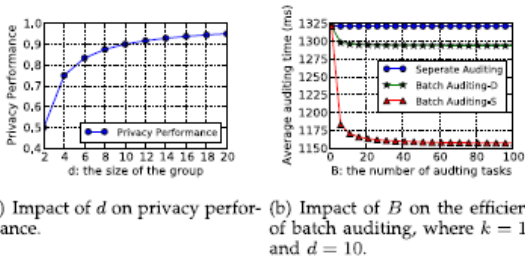 Privacy Performance
1.0
0.9
0.8
0.7
0.6
0.5
0.4
Privacy Performance
2 4 6 8 10 12 14 16 18 20
d: the size of the group
Average auditing time (ms)
1325
1300
1275
1250
1225
1200
1175
1150
Seperate Auditing
Batch Auditing-D
Batch Auditing-S
0 20 40 60 80 100
B: the number of audting tasks
) Impact of d on privacy perfor-
ance.
(b) Impact of B on the efficien
of batch auditing, where k = 1
and d = 10.